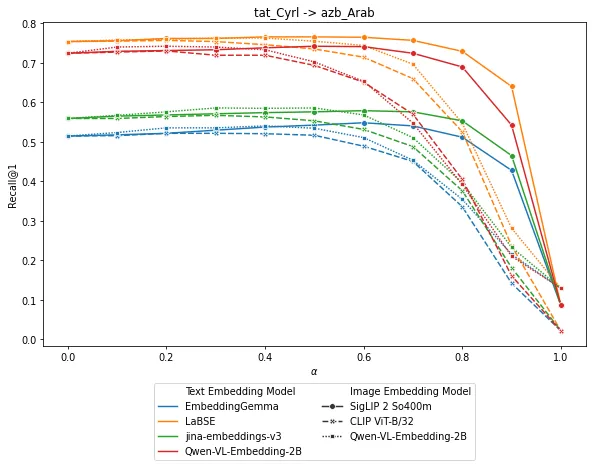 tat_Cyrl -> azb_Arab
0.8
0.7
0.6
0.5
0.4
0.3
0.2
0.1
0.0
Recall@1
0.0 0.2 0.4 0.6 0.8 1.0
α
Text Embedding Model Image Embedding Model
EmbeddingGemma SigLIP 2 So400m
LaBSE CLIP ViT-B/32
jina-embeddings-v3 Qwen-VL-Embedding-2B
Qwen-VL-Embedding-2B